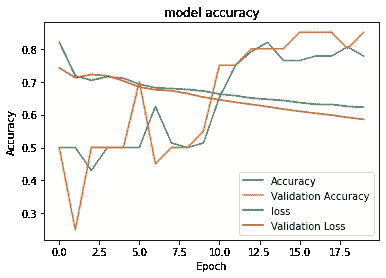 model accuracy
Accuracy
0.8
0.7
0.6
0.5
0.4
0.3
0.0
2.5
5.0
7.5
10.0
12.5
15.0
17.5
Epoch
Accuracy
Validation Accuracy
loss
Validation Loss